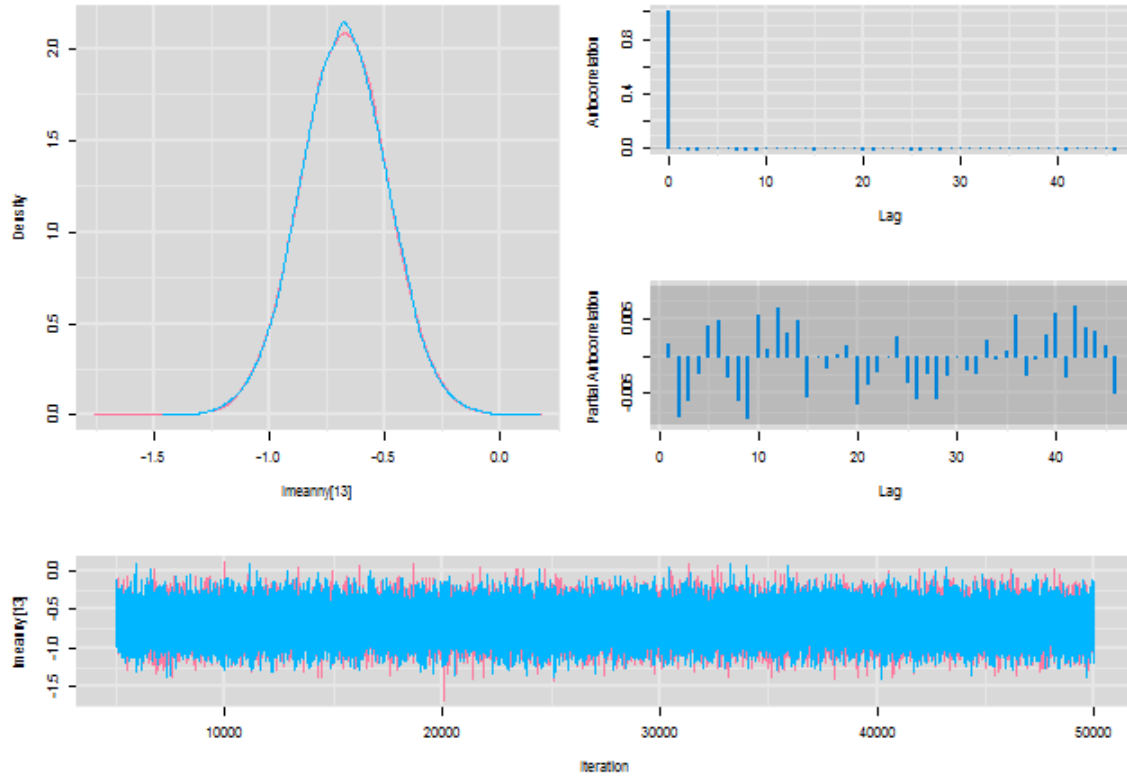 Density
2.0
1.5
1.0
0.5
0.0
-1.5 -1.0 -0.5 0.0
lmeanny[13]
Autocorrelation
0.8
0.4
0.0
0 10 20 30 40
Lag
Partial Autocorrelation
0.005
-0.005
0 10 20 30 40
Lag
lmeanny[13]
0.0
-0.5
-1.0
-1.5
10000 20000 30000 40000 50000
Iteration